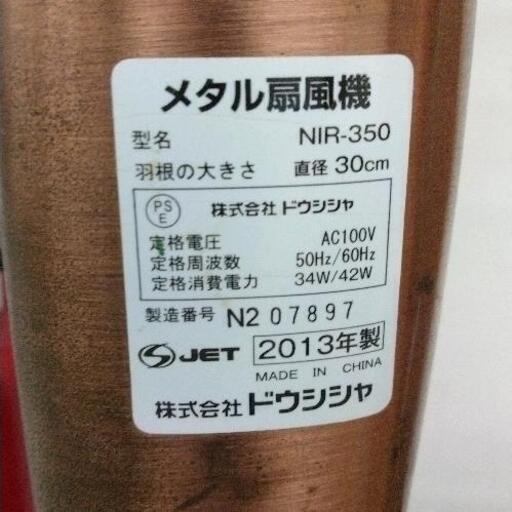 メタル扇風機
型名 NIR-350
羽根の大きさ 直径 30cm
PS
E
株式会社 ドウシシャ
定格電圧 AC100V
定格周波数 50Hz/60Hz
定格消費電力 34W/42W
製造番号 N207897
JET 2013年製
MADE IN CHINA
株式会社 ドウシシャ